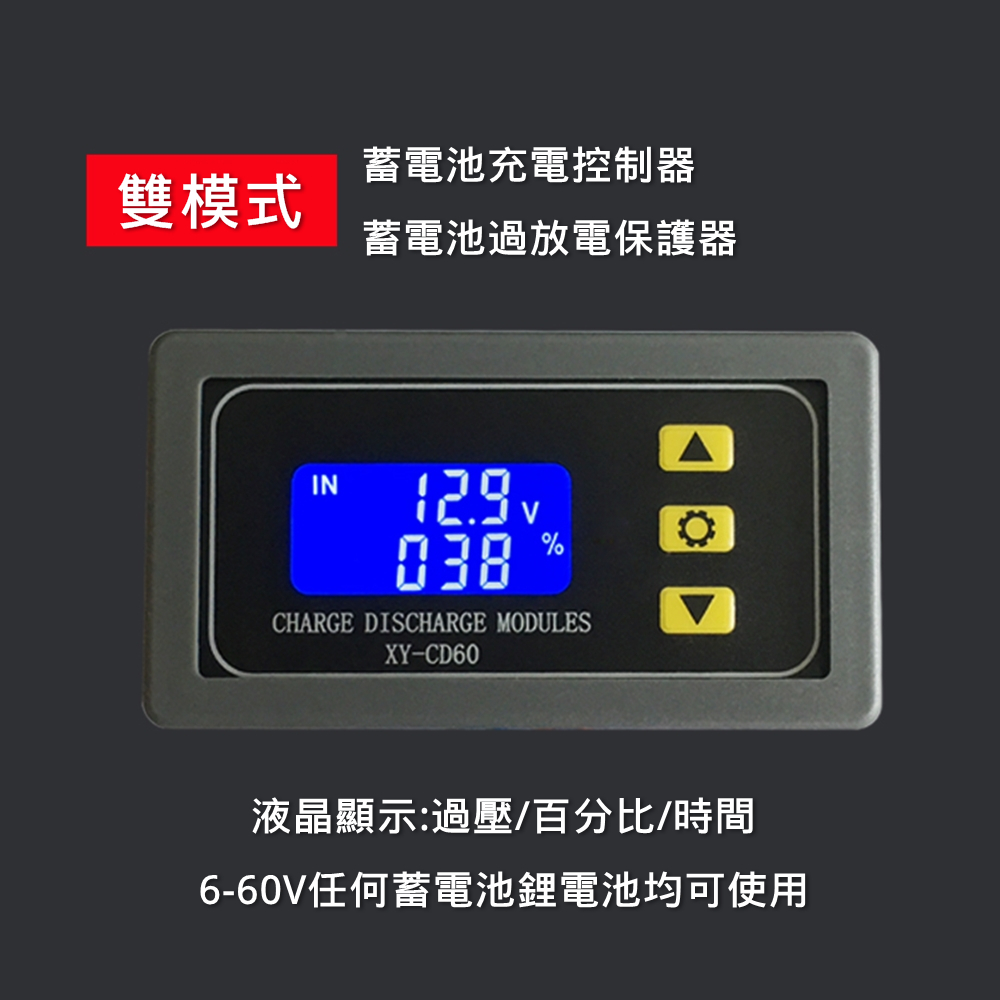 雙模式
蓄電池充電控制器
蓄電池過放電保護器
IN 12.9 V
038 %
CHARGE DISCHARGE MODULES
XY-CD60
液晶顯示:過壓/百分比/時間
6-60V任何蓄電池鋰電池均可使用